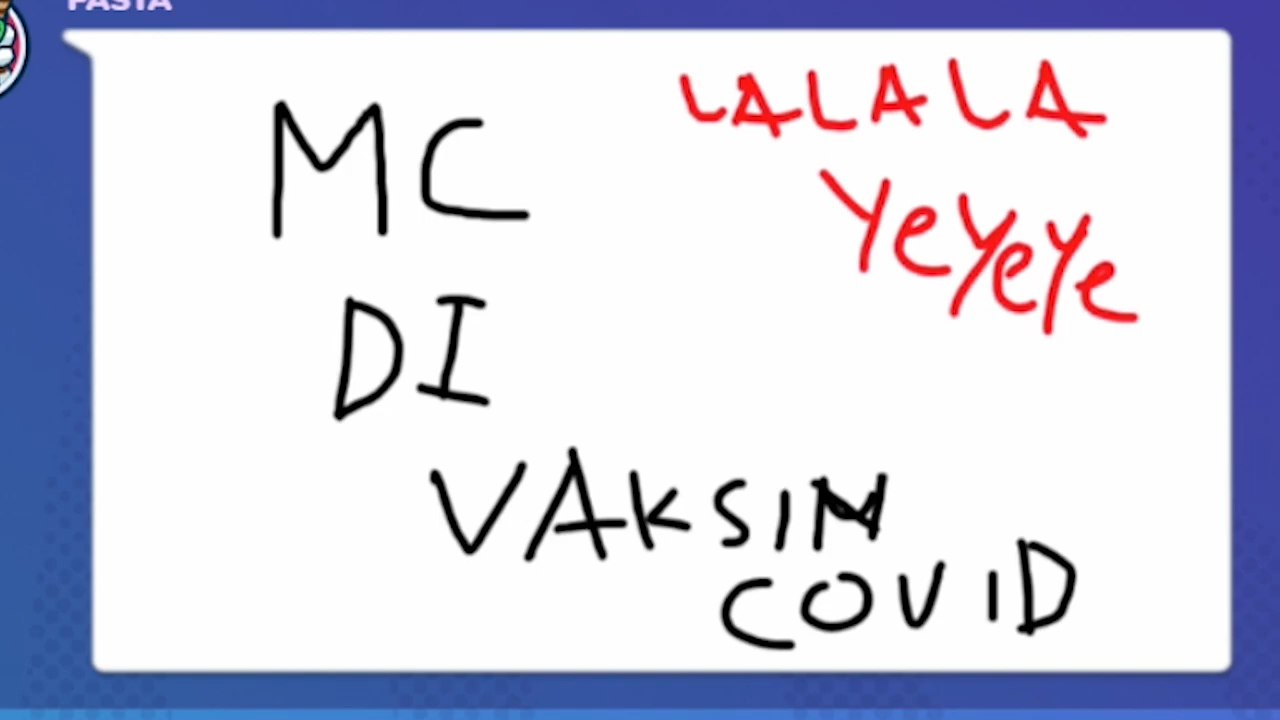 PASTA
LALALA
YeYeYe
MC
DI
VAKSIN
COVID